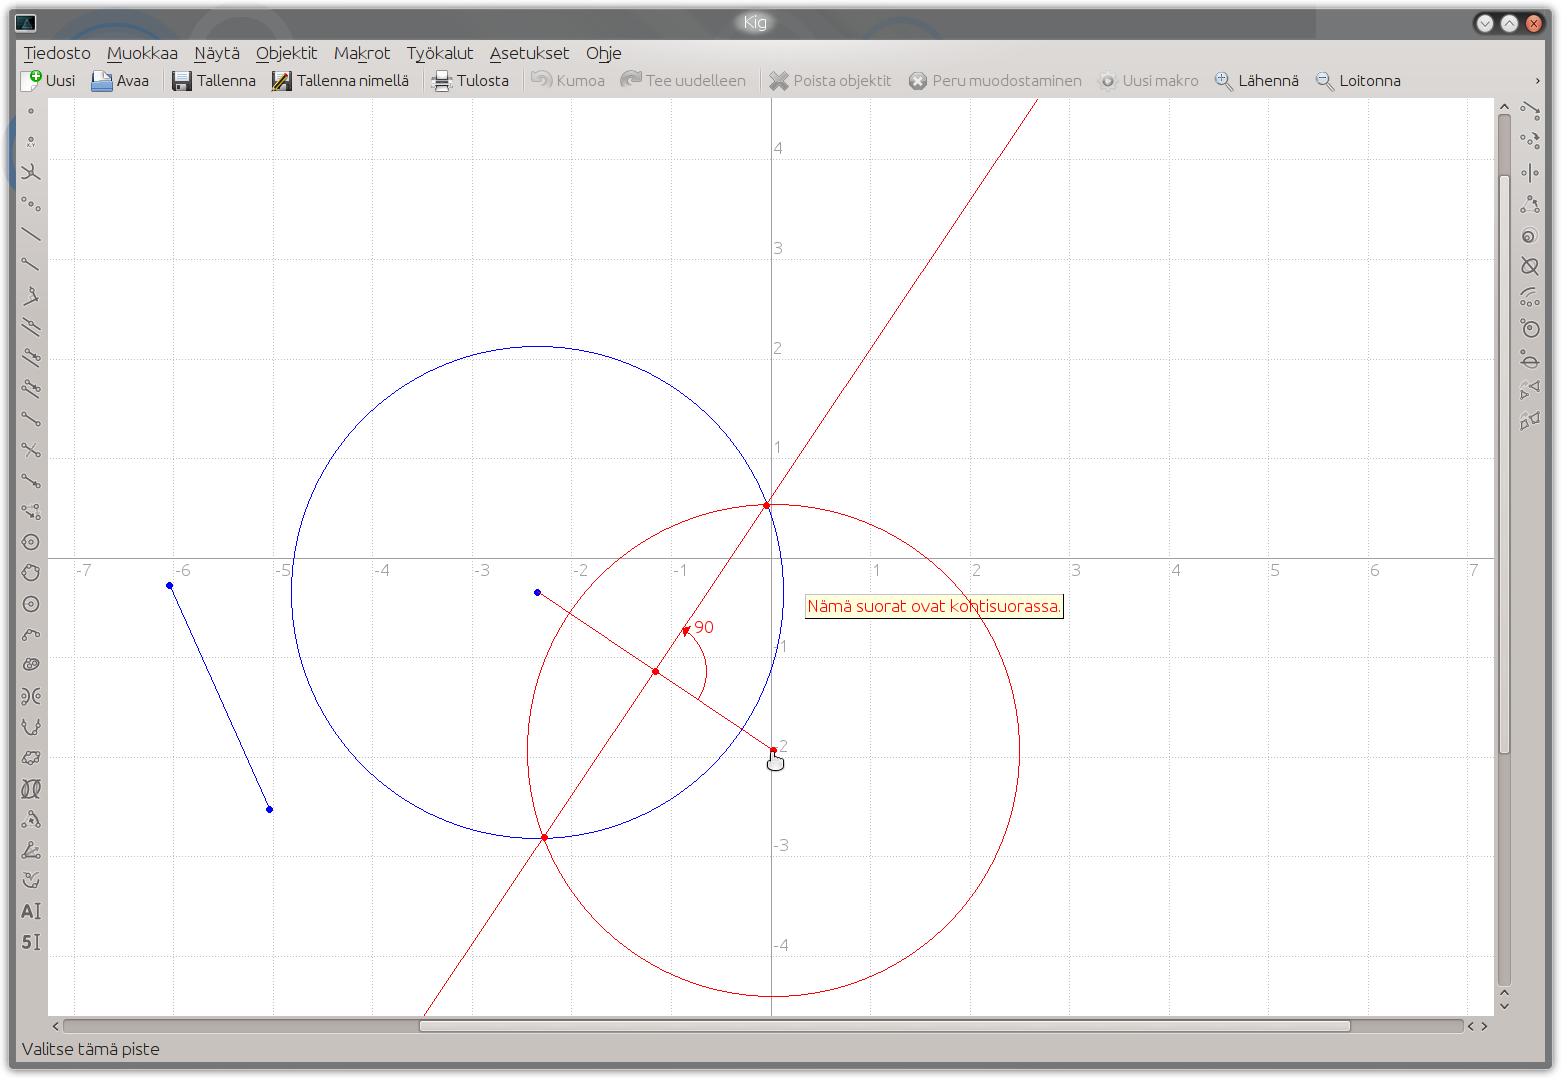 Kig
Tiedosto Muokkaa Näytä Objektit Makrot Työkalut Asetukset Ohje
Uusi Avaa Tallenna Tallenna nimellä Tulosta Kumoa Tee uudelleen Poista objektit Peru muodostaminen Uusi makro Lähennä Loitonna
4
3
2
1
-7 -6 -5 -4 -3 -2 -1 1 2 3 4 5 6 7
Nämä suorat ovat kohtisuorassa.
90
-1
-2
-3
-4
A
5
Valitse tämä piste